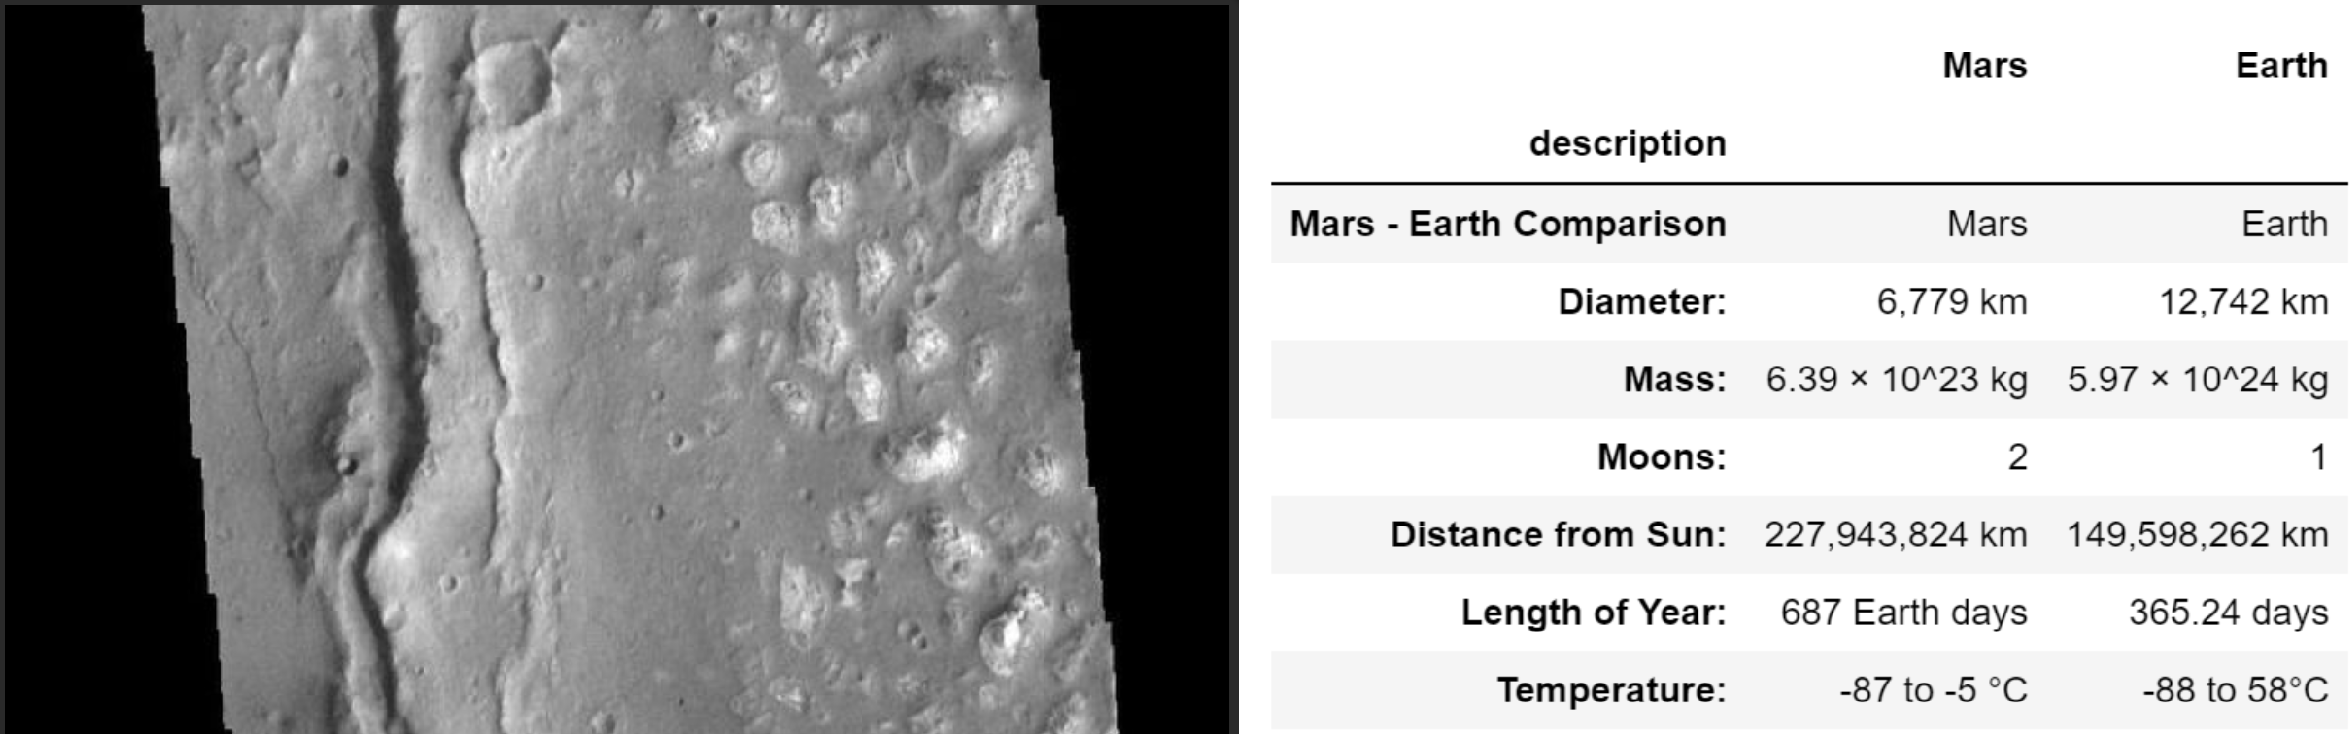 Mars Earth
description
Mars - Earth Comparison Mars Earth
Diameter: 6,779 km 12,742 km
Mass: 6.39 × 10^23 kg 5.97 × 10^24 kg
Moons: 2 1
Distance from Sun: 227,943,824 km 149,598,262 km
Length of Year: 687 Earth days 365.24 days
Temperature: -87 to -5 °C -88 to 58°C